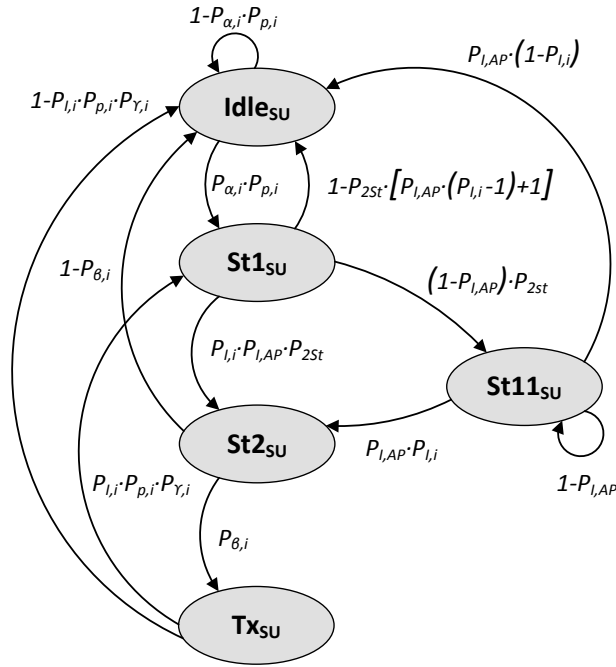 1-Pα,i·Pp,i
PI,AP·(1-PI,i)
1-PI,i·Pp,i·Pϒ,i
IdleSU
Pα,i·Pp,i
1-P2St·[PI,AP·(PI,i-1)+1]
1-Pβ,i
St1SU
(1-PI,AP)·P2st
PI,i·PI,AP·P2St
St11SU
St2SU
PI,AP·PI,i
PI,i·Pp,i·Pϒ,i
1-PI,AP
Pβ,i
TxSU